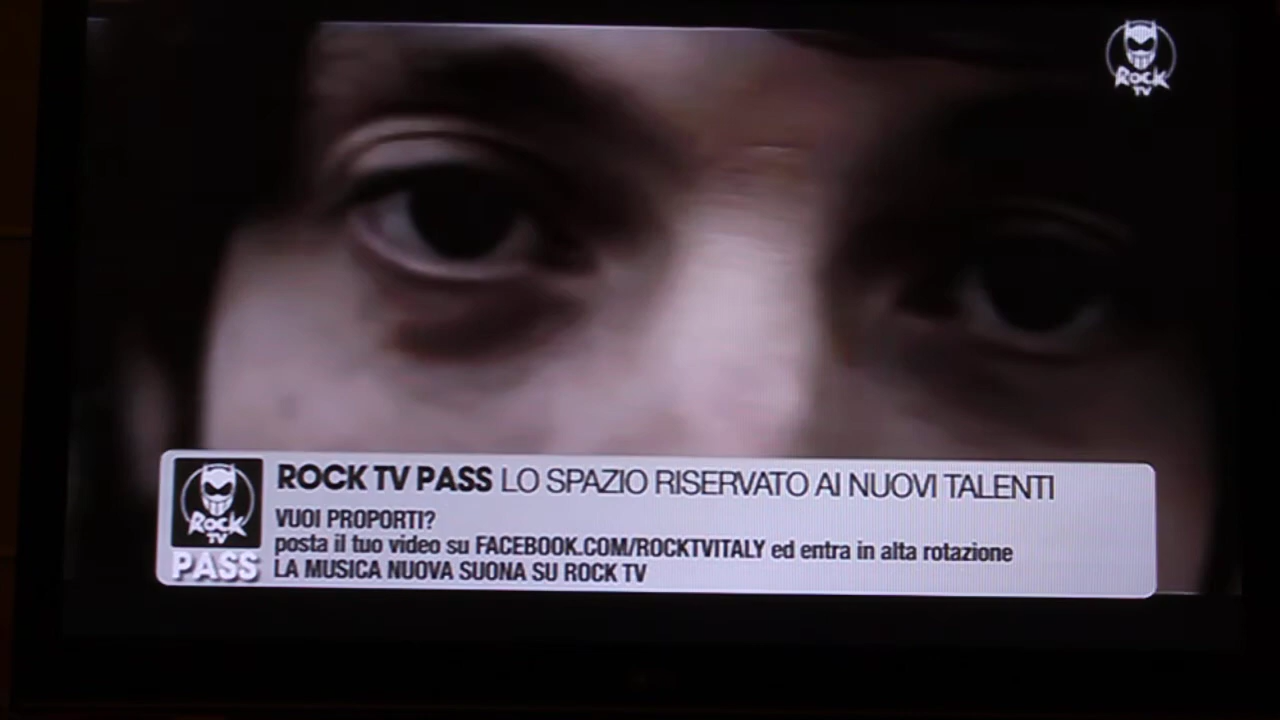 ROCK
TV
ROCK TV PASS LO SPAZIO RISERVATO AI NUOVI TALENTI
ROCK
TV
PASS
VUOI PROPORTI?
posta il tuo video su FACEBOOK.COM/ROCKTVITALY ed entra in alta rotazione
LA MUSICA NUOVA SUONA SU ROCK TV